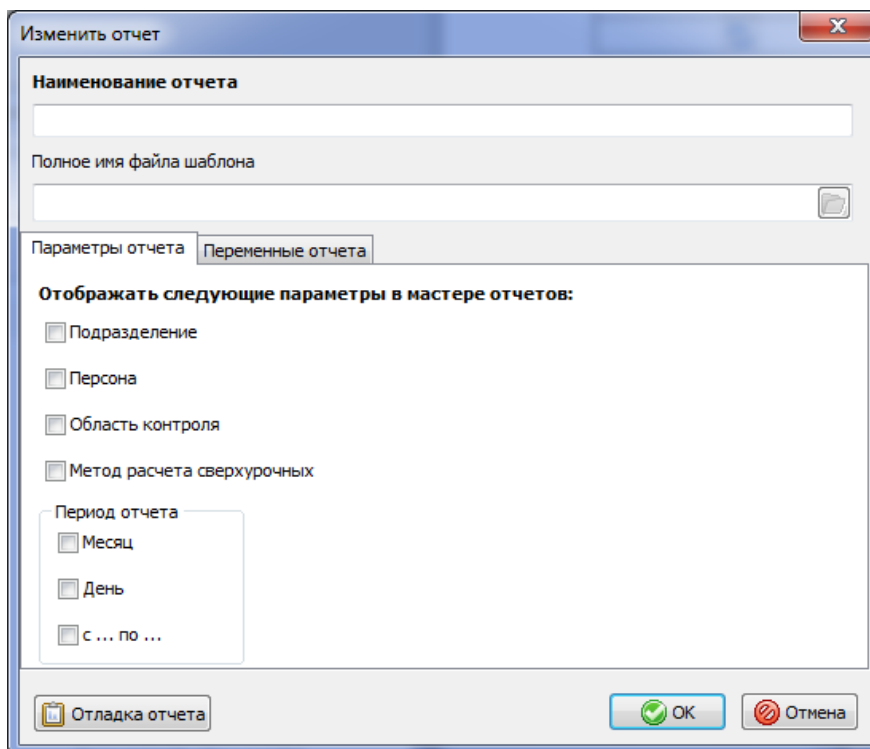 Изменить отчет
Наименование отчета
Полное имя файла шаблона
Параметры отчета
Переменные отчета
Отображать следующие параметры в мастере отчетов:
Подразделение
Персона
Область контроля
Метод расчета сверхурочных
Период отчета
Месяц
День
с ... по ...
Отладка отчета
OK
Отмена